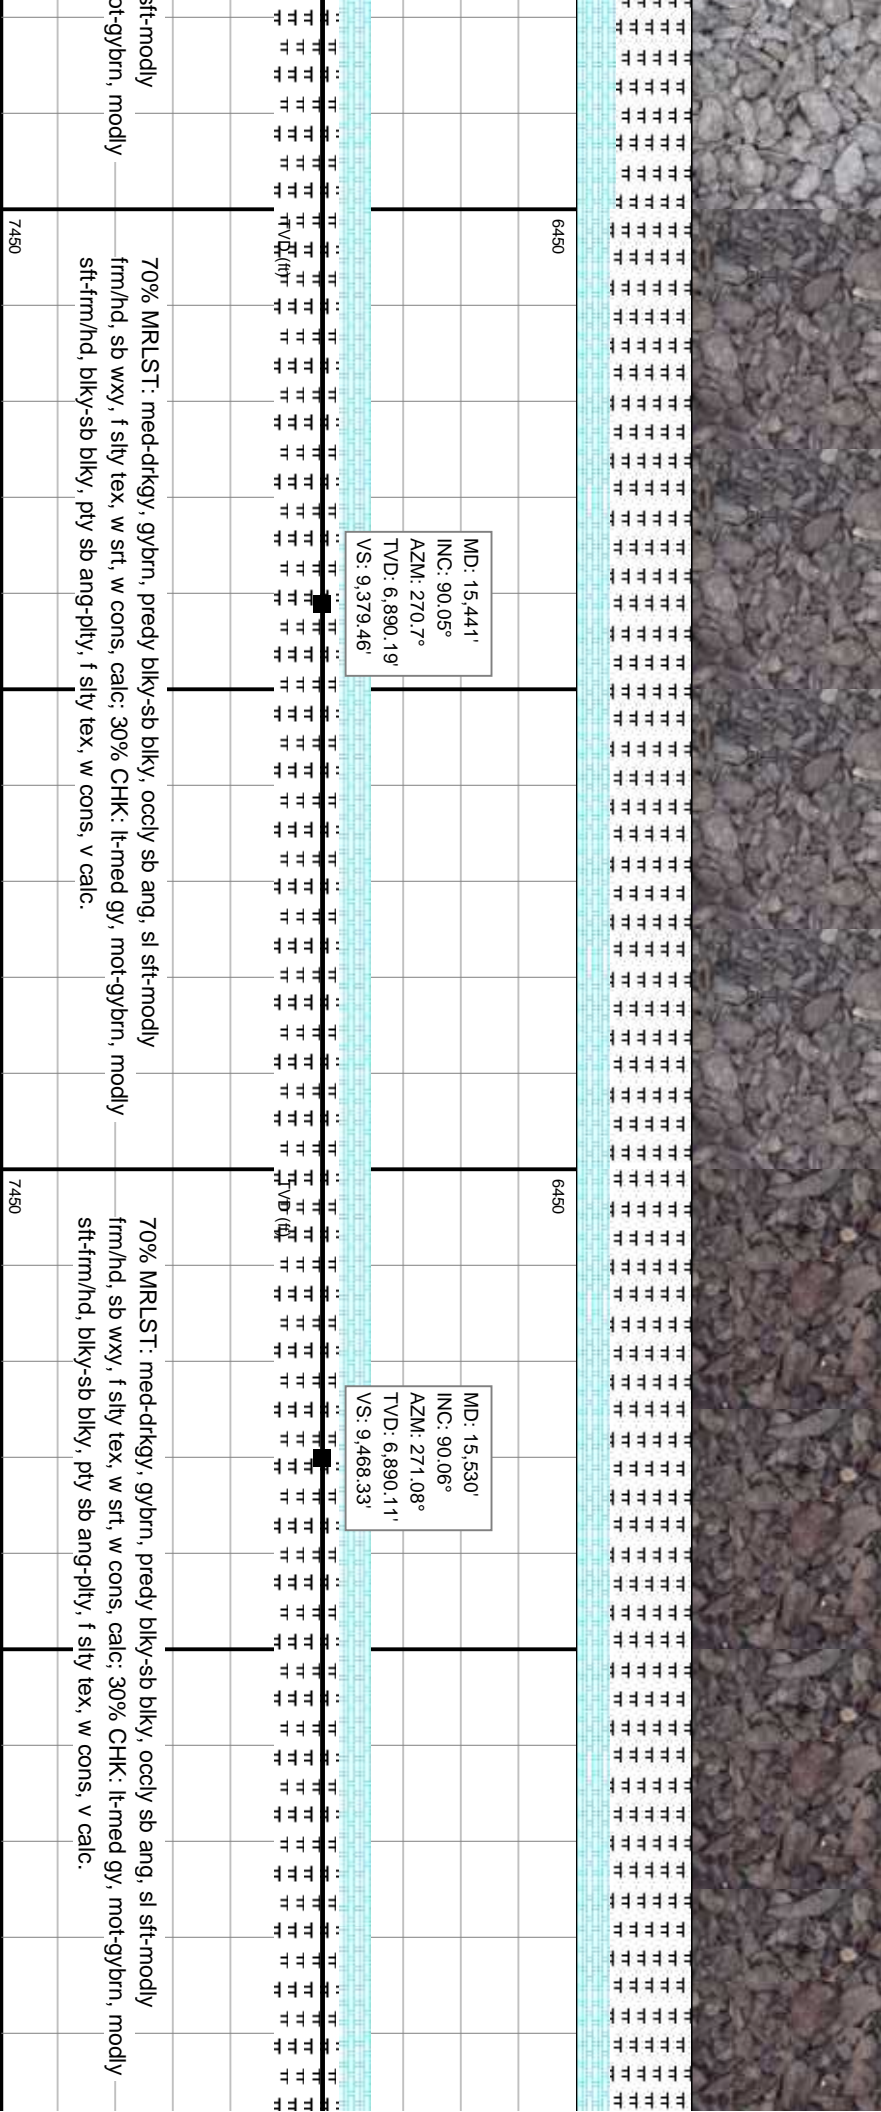 sft-modly
ot-gybrn, modly
6450
7450
TVD (ft)
70% MRLST: med-drkgy, gybrn, predy blky-sb blky, occly sb ang, sl sft-modly
frm/hd, sb wxy, f slty tex, w srt, w cons, calc; 30% CHK: lt-med gy, mot-gybrn, modly
sft-frm/hd, blky-sb blky, pty sb ang-plty, f slty tex, w cons, v calc.
MD: 15,441'
INC: 90.05°
AZM: 270.7°
TVD: 6,890.19'
VS: 9,379.46'
6450
7450
TVD (ft)
70% MRLST: med-drkgy, gybrn, predy blky-sb blky, occly sb ang, sl sft-modly
frm/hd, sb wxy, f slty tex, w srt, w cons, calc; 30% CHK: lt-med gy, mot-gybrn, modly
sft-frm/hd, blky-sb blky, pty sb ang-plty, f slty tex, w cons, v calc.
MD: 15,530'
INC: 90.06°
AZM: 271.08°
TVD: 6,890.11'
VS: 9,468.33'